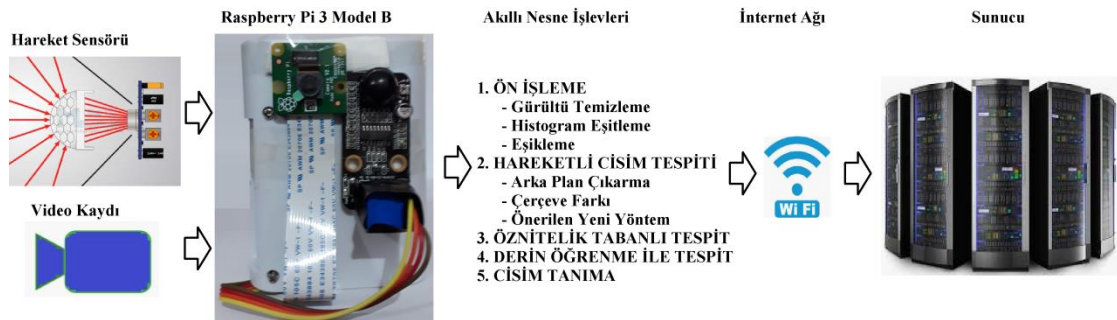 Raspberry Pi 3 Model B
Akıllı Nesne İşlevleri
İnternet Ağı
Sunucu
Hareket Sensörü
Video Kaydı
1. ÖN İŞLEME
- Gürültü Temizleme
- Histogram Eşitleme
- Eşikleme
2. HAREKETLİ CİSİM TESPİTİ
- Arka Plan Çıkarma
- Çerçeve Farkı
- Önerilen Yeni Yöntem
3. ÖZNİTELİK TABANLI TESPİT
4. DERİN ÖĞRENME İLE TESPİT
5. CİSİM TANIMA
Wi Fi